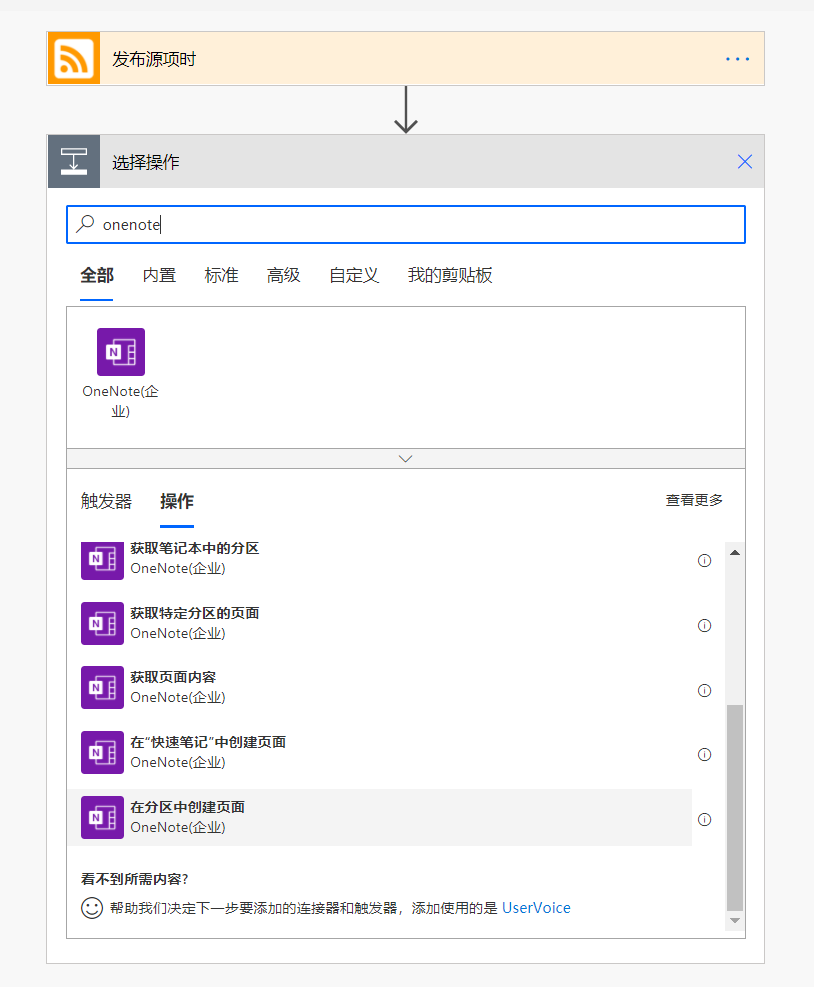 发布源项时
选择操作
onenote
全部 内置 标准 高级 自定义 我的剪贴板
OneNote(企
业)
触发器 操作 查看更多
获取笔记本中的分区
OneNote(企业)
获取特定分区的页面
OneNote(企业)
获取页面内容
OneNote(企业)
在“快速笔记”中创建页面
OneNote(企业)
在分区中创建页面
OneNote(企业)
看不到所需内容?
帮助我们决定下一步要添加的连接器和触发器，添加使用的是 UserVoice